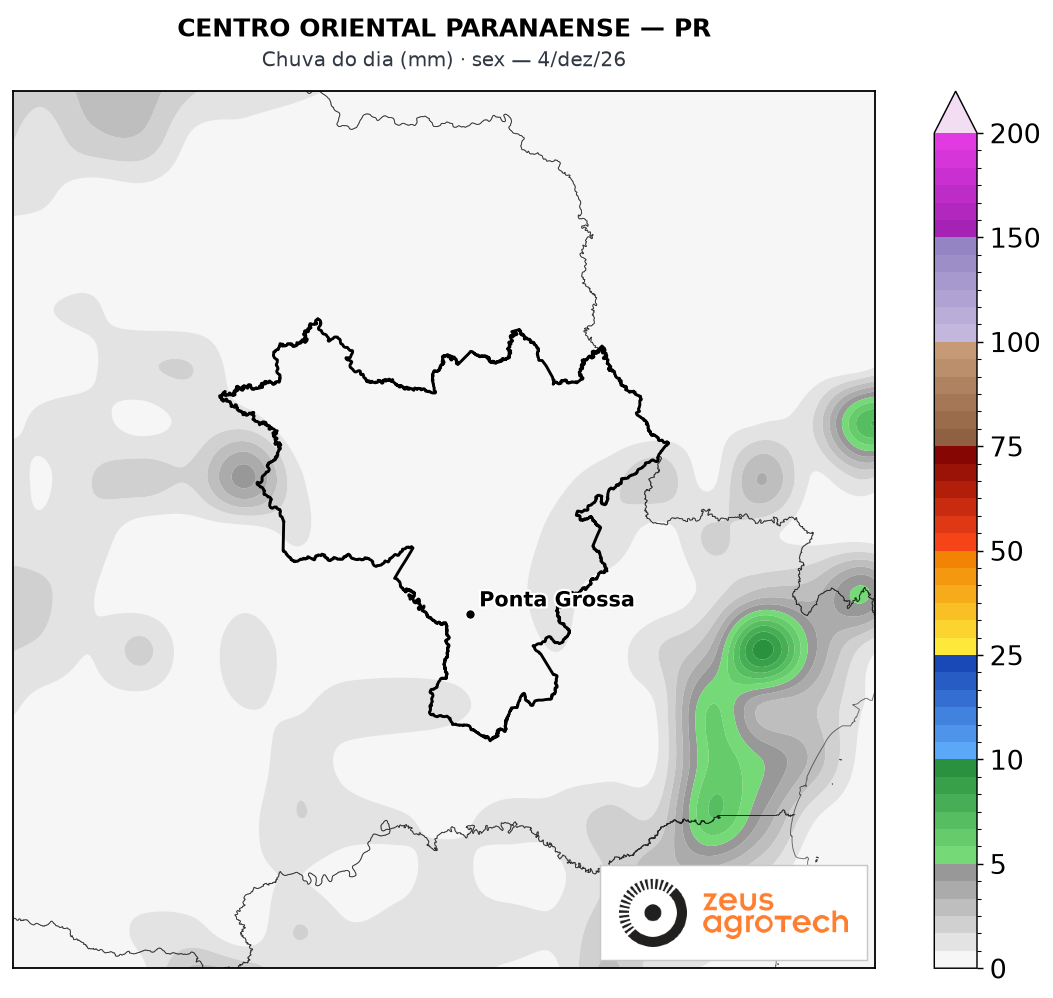 CENTRO ORIENTAL PARANAENSE — PR
Chuva do dia (mm) · sex — 4/dez/26
200
150
100
75
50
25
10
5
0
Ponta Grossa
zeus
agrotech